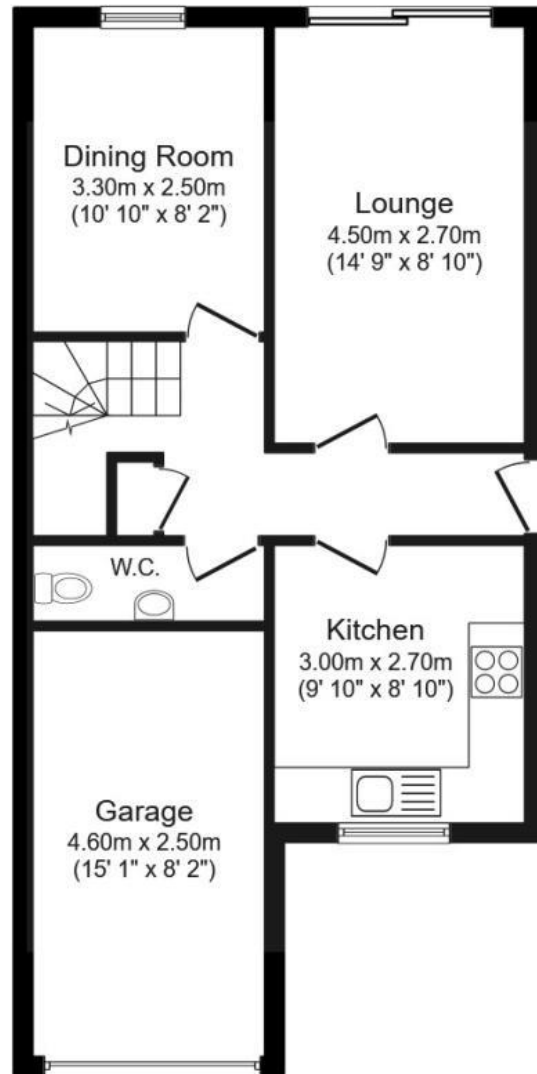 Dining Room
3.30m x 2.50m
(10' 10" x 8' 2")
Lounge
4.50m x 2.70m
(14' 9" x 8' 10")
W.C.
Kitchen
3.00m x 2.70m
(9' 10" x 8' 10")
Garage
4.60m x 2.50m
(15' 1" x 8' 2")